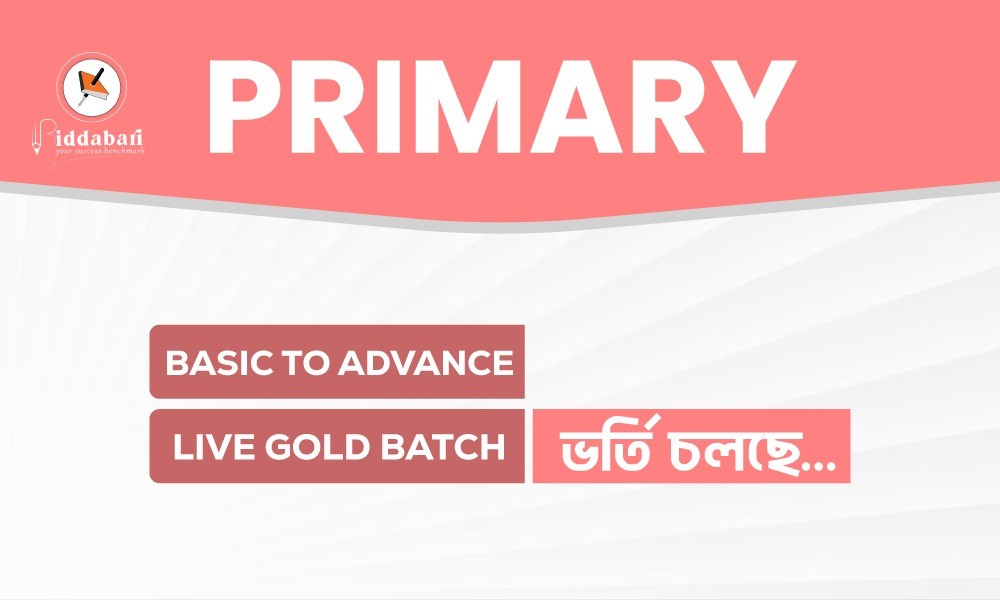 PRIMARY
Biddabari
your success benchmark
BASIC TO ADVANCE
LIVE GOLD BATCH
ভর্তি চলছে...